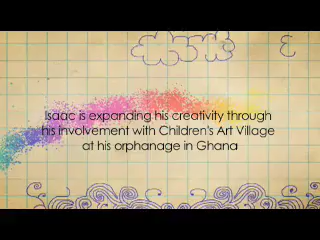 Isaac is expanding his creativity through
his involvement with Children's Art Village
at his orphanage in Ghana